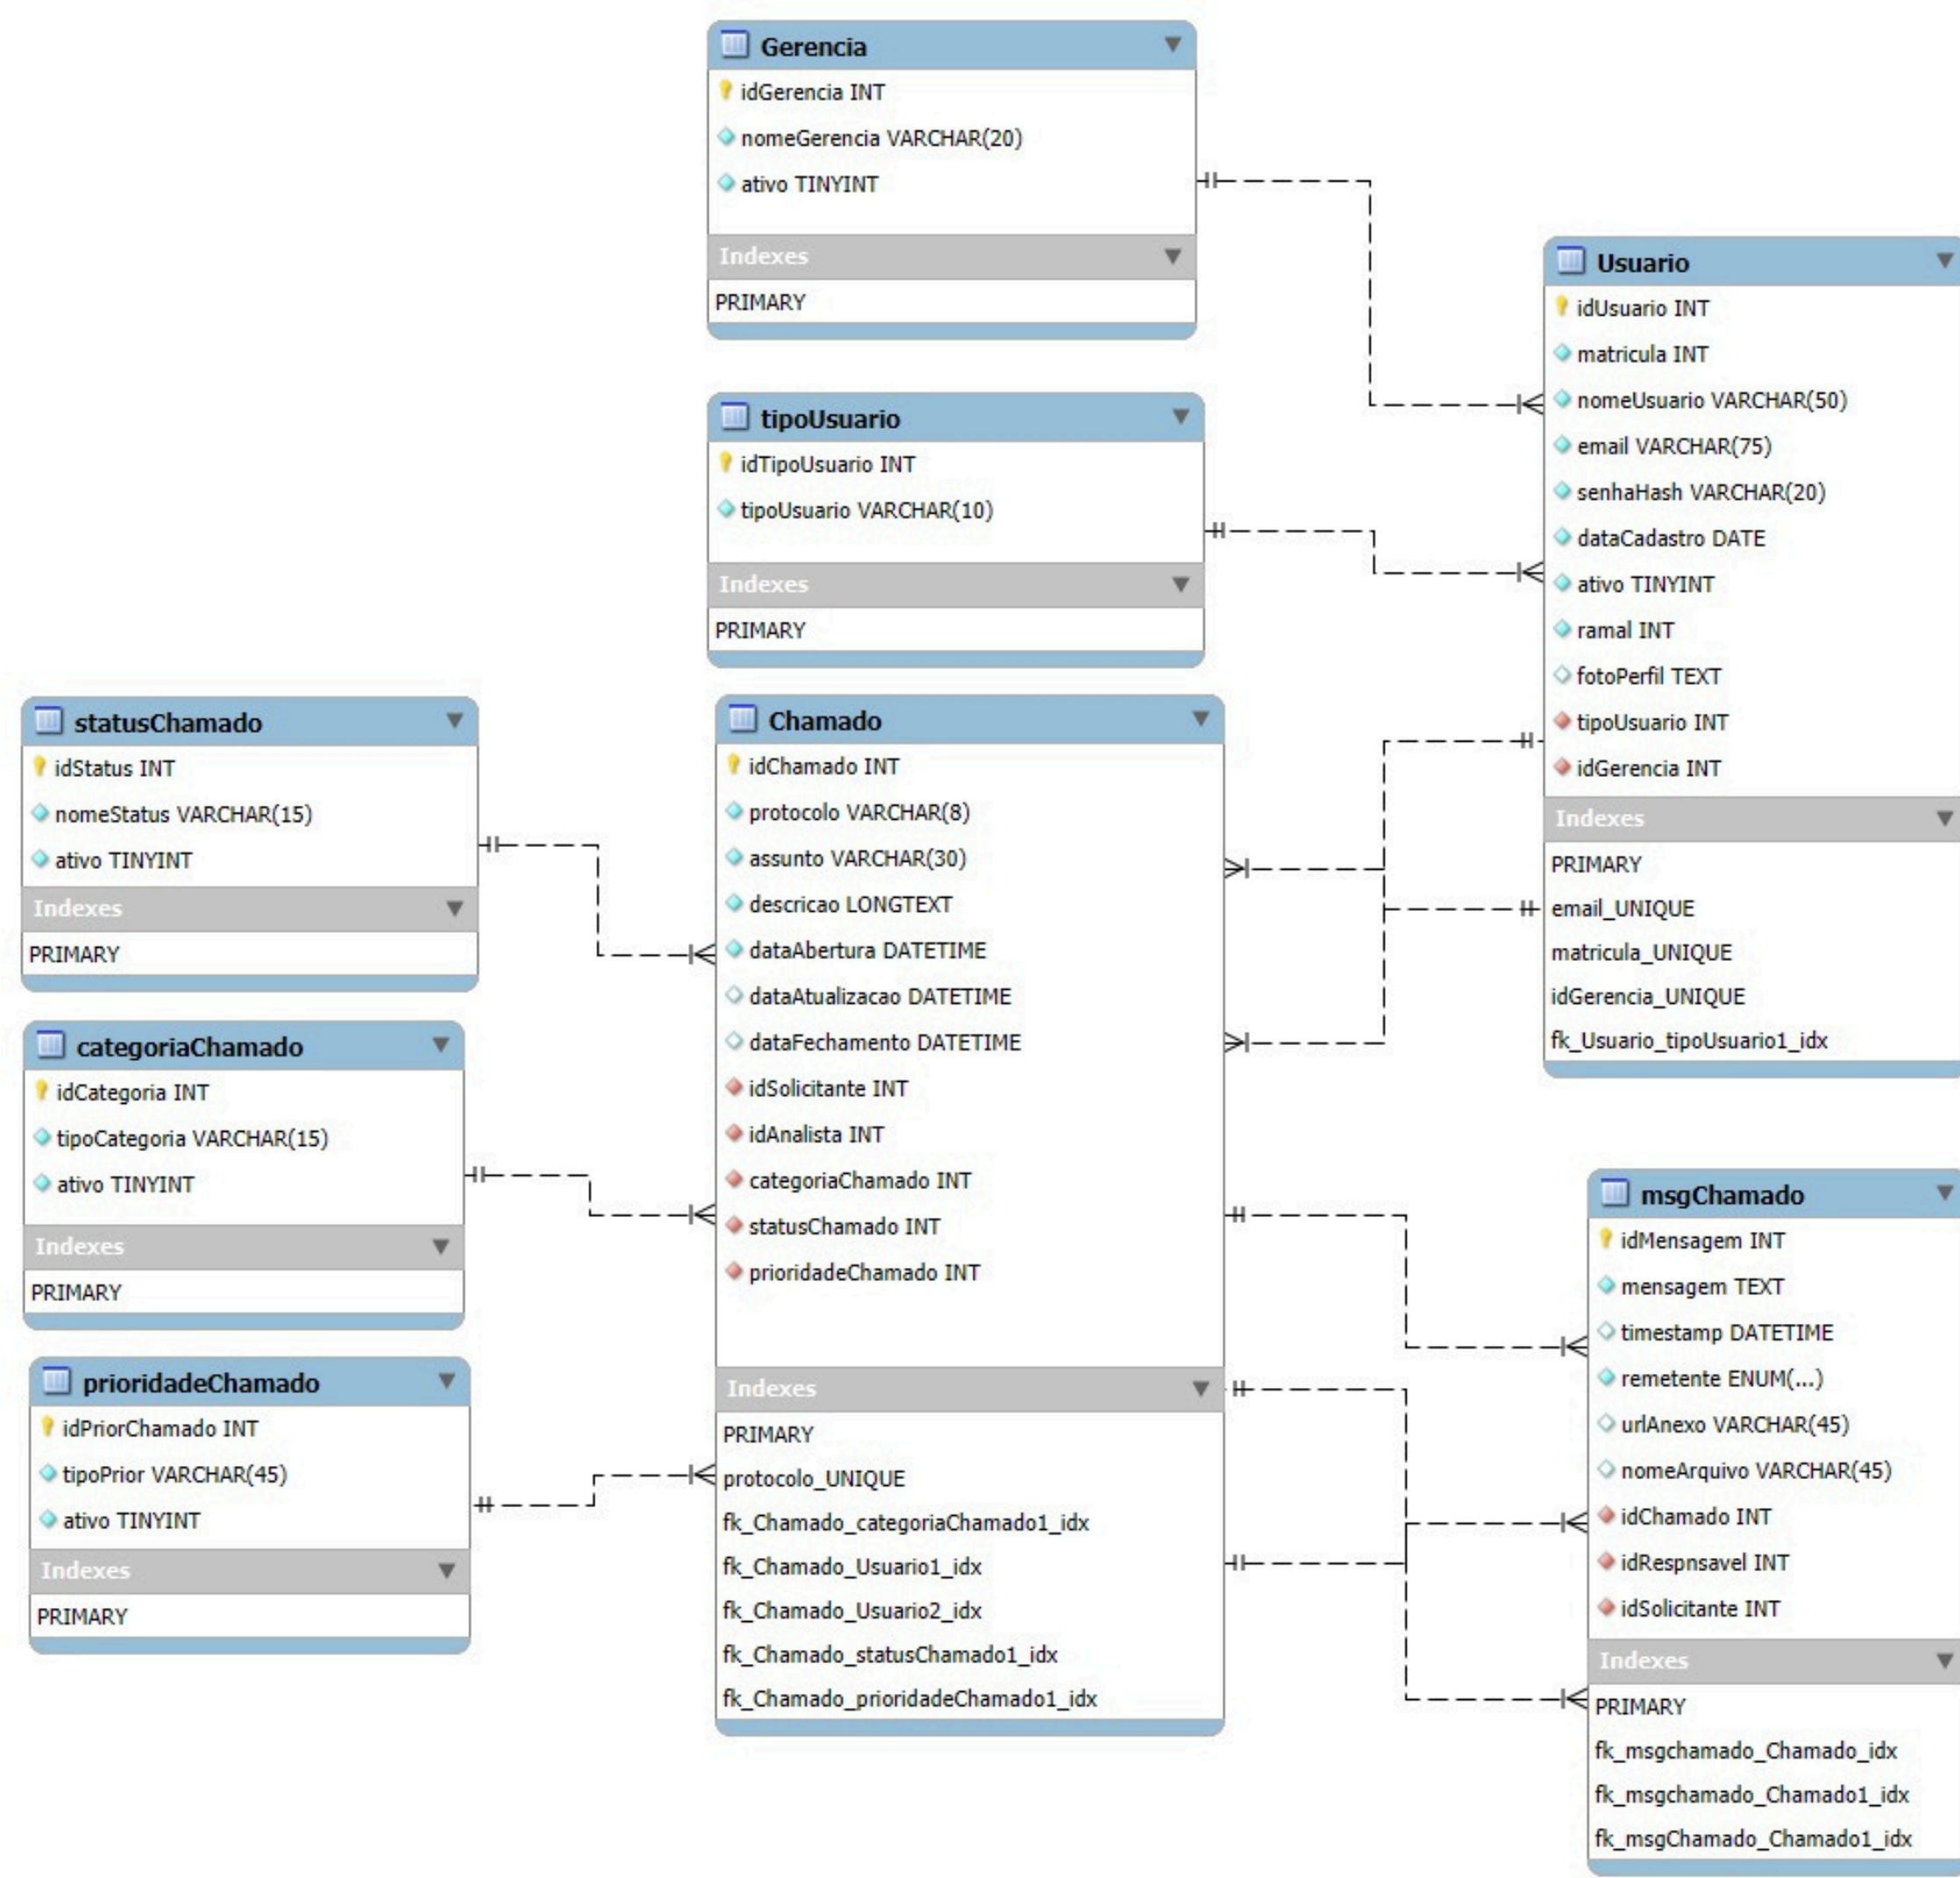 Gerencia
idGerencia INT
nomeGerencia VARCHAR(20)
ativo TINYINT
Indexes
PRIMARY
tipoUsuario
idTipoUsuario INT
tipoUsuario VARCHAR(10)
Indexes
PRIMARY
Usuario
idUsuario INT
matricula INT
nomeUsuario VARCHAR(50)
email VARCHAR(75)
senhaHash VARCHAR(20)
dataCadastro DATE
ativo TINYINT
ramal INT
fotoPerfil TEXT
tipoUsuario INT
idGerencia INT
Indexes
PRIMARY
email_UNIQUE
matricula_UNIQUE
idGerencia_UNIQUE
fk_Usuario_tipoUsuario1_idx
statusChamado
idStatus INT
nomeStatus VARCHAR(15)
ativo TINYINT
Indexes
PRIMARY
categoriaChamado
idCategoria INT
tipoCategoria VARCHAR(15)
ativo TINYINT
Indexes
PRIMARY
prioridadeChamado
idPriorChamado INT
tipoPrior VARCHAR(45)
ativo TINYINT
Indexes
PRIMARY
Chamado
idChamado INT
protocolo VARCHAR(8)
assunto VARCHAR(30)
descricao LONGTEXT
dataAbertura DATETIME
dataAtualizacao DATETIME
dataFechamento DATETIME
idSolicitante INT
idAnalista INT
categoriaChamado INT
statusChamado INT
prioridadeChamado INT
Indexes
PRIMARY
protocolo_UNIQUE
fk_Chamado_categoriaChamado1_idx
fk_Chamado_Usuario1_idx
fk_Chamado_Usuario2_idx
fk_Chamado_statusChamado1_idx
fk_Chamado_prioridadeChamado1_idx
msgChamado
idMensagem INT
mensagem TEXT
timestamp DATETIME
remetente ENUM(...)
urlAnexo VARCHAR(45)
nomeArquivo VARCHAR(45)
idChamado INT
idRespnsavel INT
idSolicitante INT
Indexes
PRIMARY
fk_msgchamado_Chamado_idx
fk_msgchamado_Chamado1_idx
fk_msgChamado_Chamado1_idx